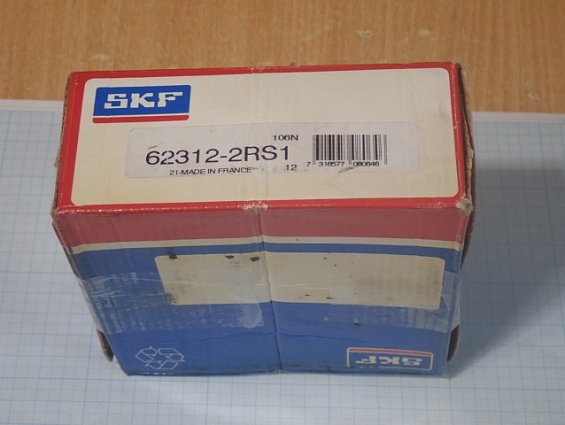 SKF
106N
62312-2RS1
21-MADE IN FRANCE
12
7 316577 080646
SKF